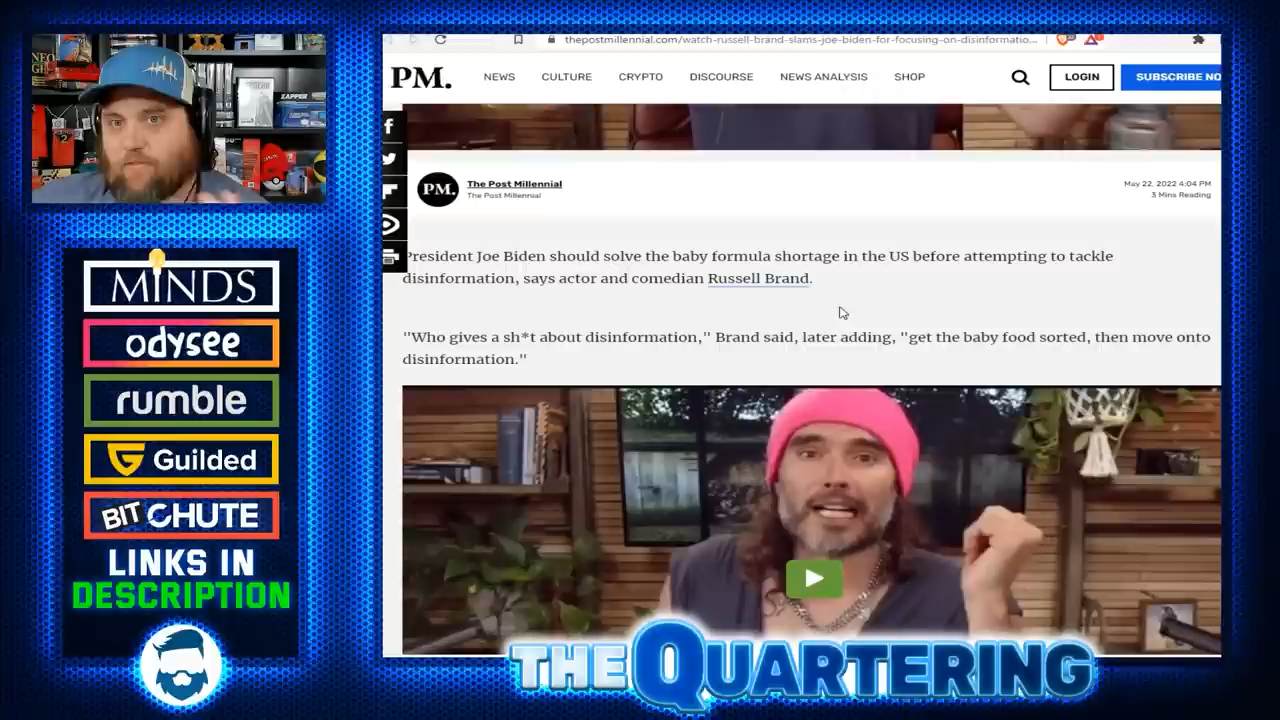 thepostmillennial.com/watch-russell-brand-slams-joe-biden-for-focusing-on-disinformatio...
PM.
NEWS
CULTURE
CRYPTO
DISCOURSE
NEWS ANALYSIS
SHOP
LOGIN
SUBSCRIBE NO
PM.
The Post Millennial
The Post Millennial
May 22, 2022 4:04 PM
3 Mins Reading
President Joe Biden should solve the baby formula shortage in the US before attempting to tackle
disinformation, says actor and comedian Russell Brand.
"Who gives a sh*t about disinformation," Brand said, later adding, "get the baby food sorted, then move onto
disinformation."
ZAPPER
MINDS
odysee
rumble
Guilded
BITCHUTE
LINKS IN
DESCRIPTION
THE QUARTERING